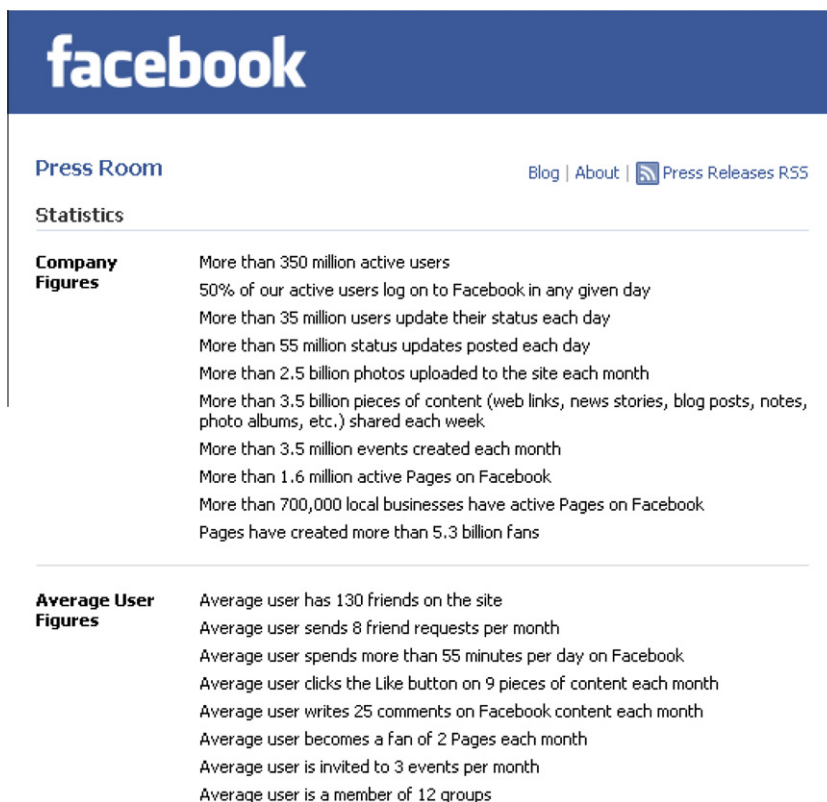 facebook
Press Room
Blog | About | Press Releases RSS
Statistics
Company
Figures
More than 350 million active users
50% of our active users log on to Facebook in any given day
More than 35 million users update their status each day
More than 55 million status updates posted each day
More than 2.5 billion photos uploaded to the site each month
More than 3.5 billion pieces of content (web links, news stories, blog posts, notes,
photo albums, etc.) shared each week
More than 3.5 million events created each month
More than 1.6 million active Pages on Facebook
More than 700,000 local businesses have active Pages on Facebook
Pages have created more than 5.3 billion fans
Average User
Figures
Average user has 130 friends on the site
Average user sends 8 friend requests per month
Average user spends more than 55 minutes per day on Facebook
Average user clicks the Like button on 9 pieces of content each month
Average user writes 25 comments on Facebook content each month
Average user becomes a fan of 2 Pages each month
Average user is invited to 3 events per month
Average user is a member of 12 groups